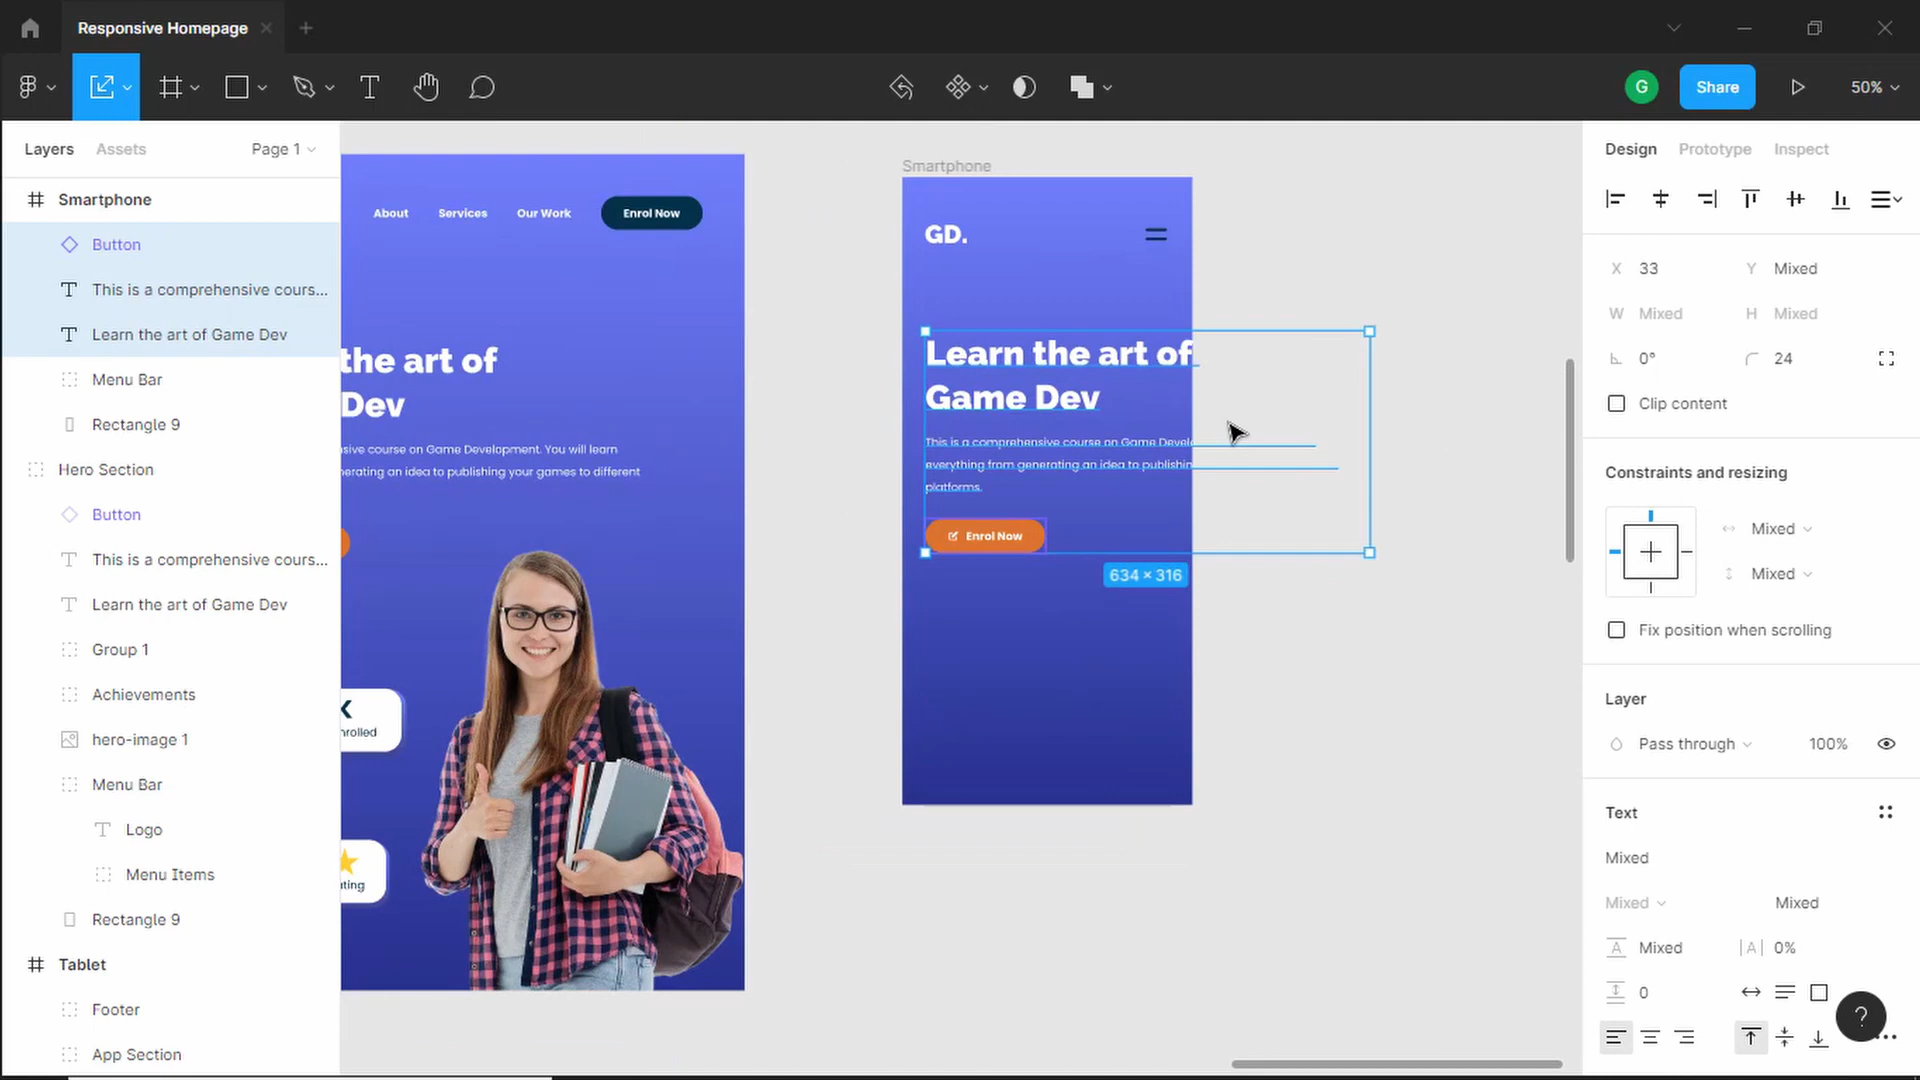 Responsive Homepage
G
Share
50%
Layers
Assets
Page 1
Smartphone
Button
This is a comprehensive cours...
Learn the art of Game Dev
Menu Bar
Rectangle 9
Hero Section
Button
This is a comprehensive cours...
Learn the art of Game Dev
Group 1
Achievements
hero-image 1
Menu Bar
Logo
Menu Items
Rectangle 9
Tablet
Footer
App Section
About
Services
Our Work
Enrol Now
the art of
Dev
sive course on Game Development. You will learn
nerating an idea to publishing your games to different
K
nrolled
ating
Smartphone
GD.
Learn the art of
Game Dev
This is a comprehensive course on Game Devel
everything from generating an idea to publishin
platforms.
Enrol Now
634 × 316
Design
Prototype
Inspect
X 33
Y Mixed
W Mixed
H Mixed
0°
24
Clip content
Constraints and resizing
Mixed
Mixed
Fix position when scrolling
Layer
Pass through
100%
Text
Mixed
Mixed
Mixed
A Mixed
|A| 0%
0
?